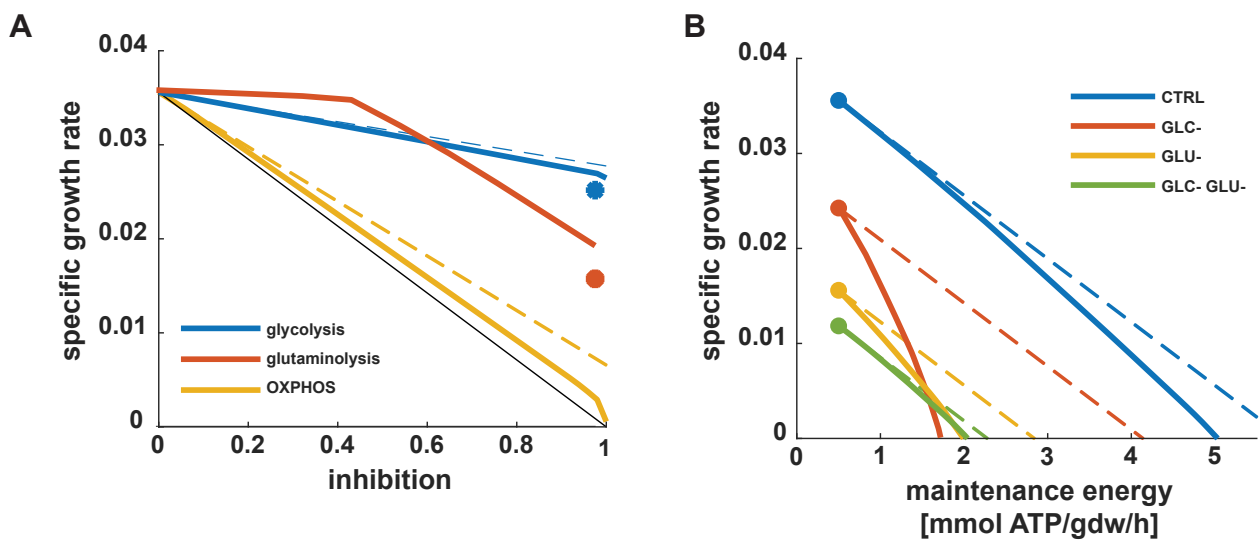 A
specific growth rate
0.04
0.03
0.02
0.01
0
glycolysis
glutaminolysis
OXPHOS
0
0.2
0.4
0.6
0.8
1
inhibition
B
specific growth rate
0.04
0.03
0.02
0.01
0
CTRL
GLC-
GLU-
GLC- GLU-
0
1
2
3
4
5
maintenance energy
[mmol ATP/gdw/h]